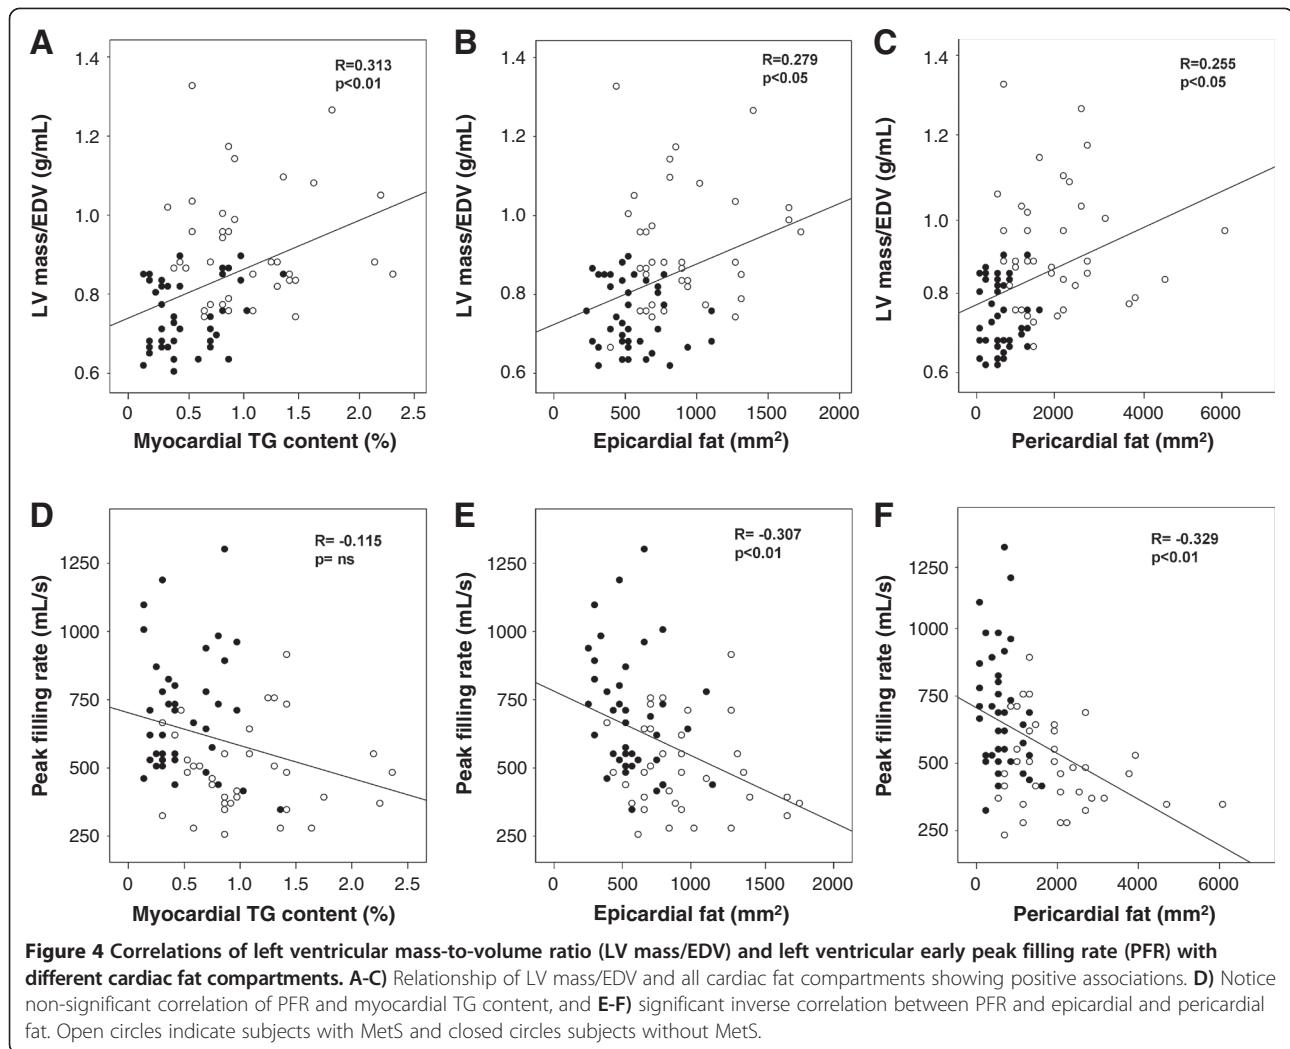 A
R=0.313
p<0.01
1.4
1.2
1.0
0.8
0.6
LV mass/EDV (g/mL)
0 0.5 1.0 1.5 2.0 2.5
Myocardial TG content (%)
B
R=0.279
p<0.05
1.4
1.2
1.0
0.8
0.6
LV mass/EDV (g/mL)
0 500 1000 1500 2000
Epicardial fat (mm²)
C
R=0.255
p<0.05
1.4
1.2
1.0
0.8
0.6
LV mass/EDV (g/mL)
0 2000 4000 6000
Pericardial fat (mm²)
D
R= -0.115
p= ns
1250
1000
750
500
250
Peak filling rate (mL/s)
0 0.5 1.0 1.5 2.0 2.5
Myocardial TG content (%)
E
R= -0.307
p<0.01
1250
1000
750
500
250
Peak filling rate (mL/s)
0 500 1000 1500 2000
Epicardial fat (mm²)
F
R= -0.329
p<0.01
1250
1000
750
500
250
Peak filling rate (mL/s)
0 2000 4000 6000
Pericardial fat (mm²)
Figure 4 Correlations of left ventricular mass-to-volume ratio (LV mass/EDV) and left ventricular early peak filling rate (PFR) with
different cardiac fat compartments. A-C) Relationship of LV mass/EDV and all cardiac fat compartments showing positive associations. D) Notice
non-significant correlation of PFR and myocardial TG content, and E-F) significant inverse correlation between PFR and epicardial and pericardial
fat. Open circles indicate subjects with MetS and closed circles subjects without MetS.